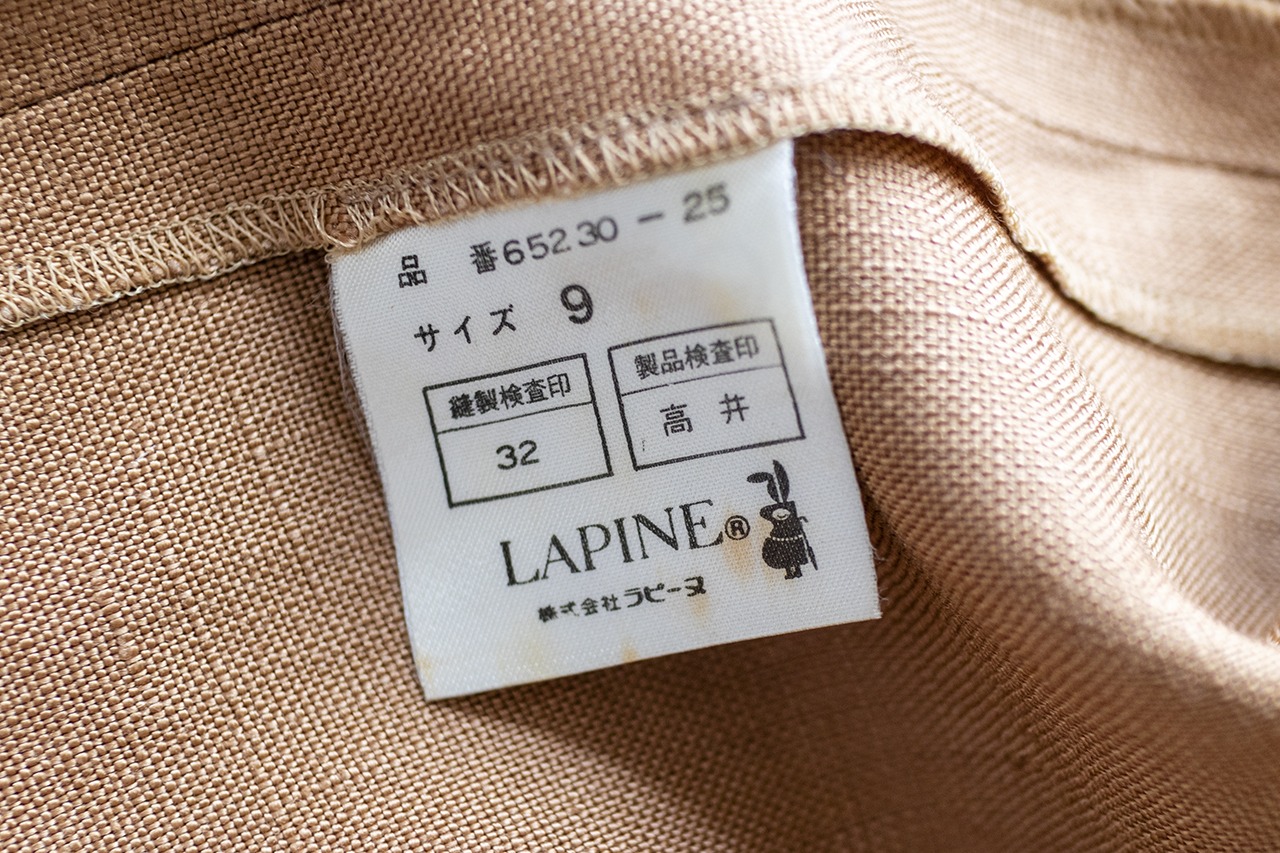 品 番65230-25
サイズ 9
縫製検査印
32
製品検査印
高井
LAPINE®
株式会社ラピーヌ